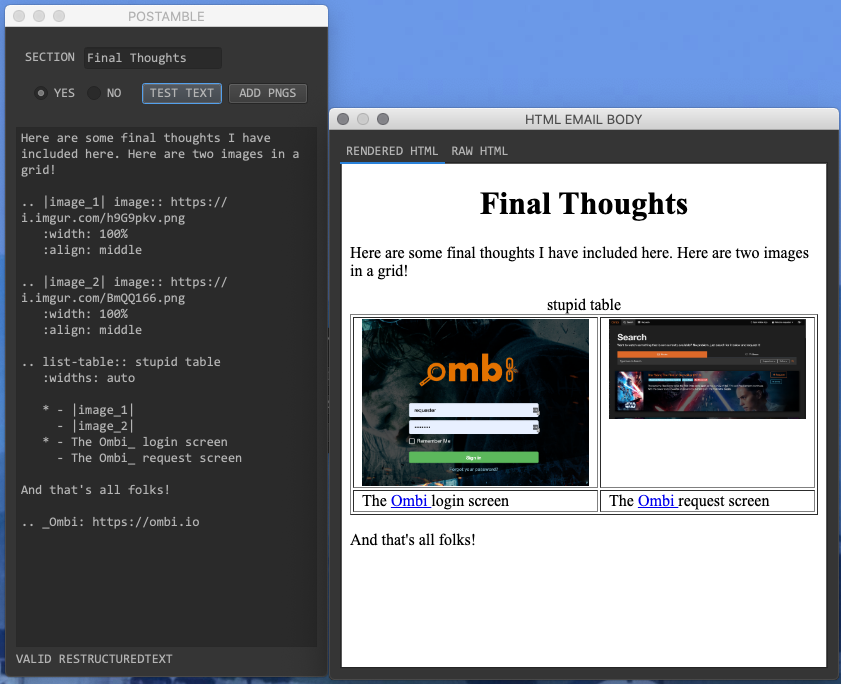 POSTAMBLE
SECTION Final Thoughts
YES NO TEST TEXT ADD PNGS
Here are some final thoughts I have
included here. Here are two images in a
grid!
.. |image_1| image:: https://
i.imgur.com/h9G9pkv.png
:width: 100%
:align: middle
.. |image_2| image:: https://
i.imgur.com/BmQQ166.png
:width: 100%
:align: middle
.. list-table:: stupid table
:widths: auto
* - |image_1|
- |image_2|
* - The Ombi_ login screen
- The Ombi_ request screen
And that's all folks!
.. _Ombi: https://ombi.io
VALID RESTRUCTUREDTEXT
HTML EMAIL BODY
RENDERED HTML RAW HTML
Final Thoughts
Here are some final thoughts I have included here. Here are two images
in a grid!
stupid table
omb
requester
Remember Me
Sign in
Forgot your password?
Search
The Ombi login screen
The Ombi request screen
And that's all folks!